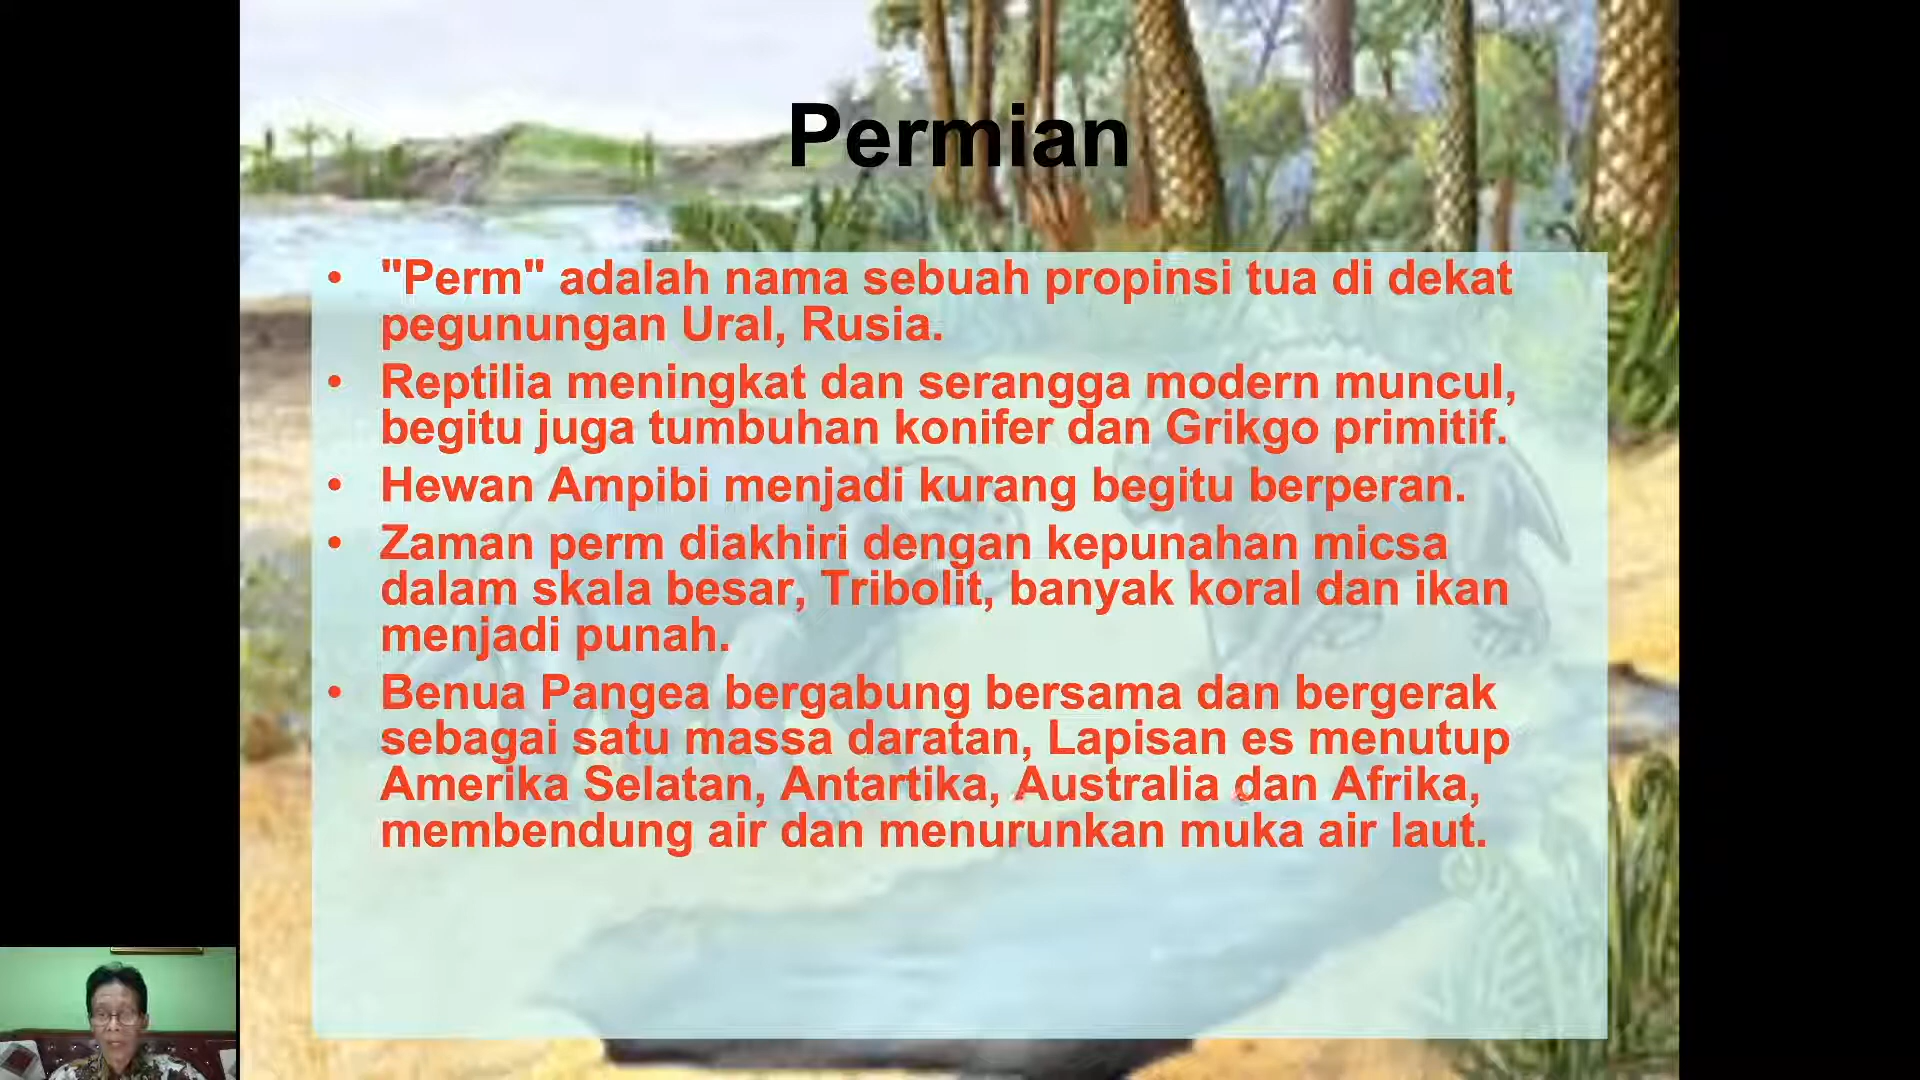 Permian
• "Perm" adalah nama sebuah propinsi tua di dekat
pegunungan Ural, Rusia.
• Reptilia meningkat dan serangga modern muncul,
begitu juga tumbuhan konifer dan Grikgo primitif.
• Hewan Ampibi menjadi kurang begitu berperan.
• Zaman perm diakhiri dengan kepunahan micsa
dalam skala besar, Tribolit, banyak koral dan ikan
menjadi punah.
• Benua Pangea bergabung bersama dan bergerak
sebagai satu massa daratan, Lapisan es menutup
Amerika Selatan, Antartika, Australia dan Afrika,
membendung air dan menurunkan muka air laut.